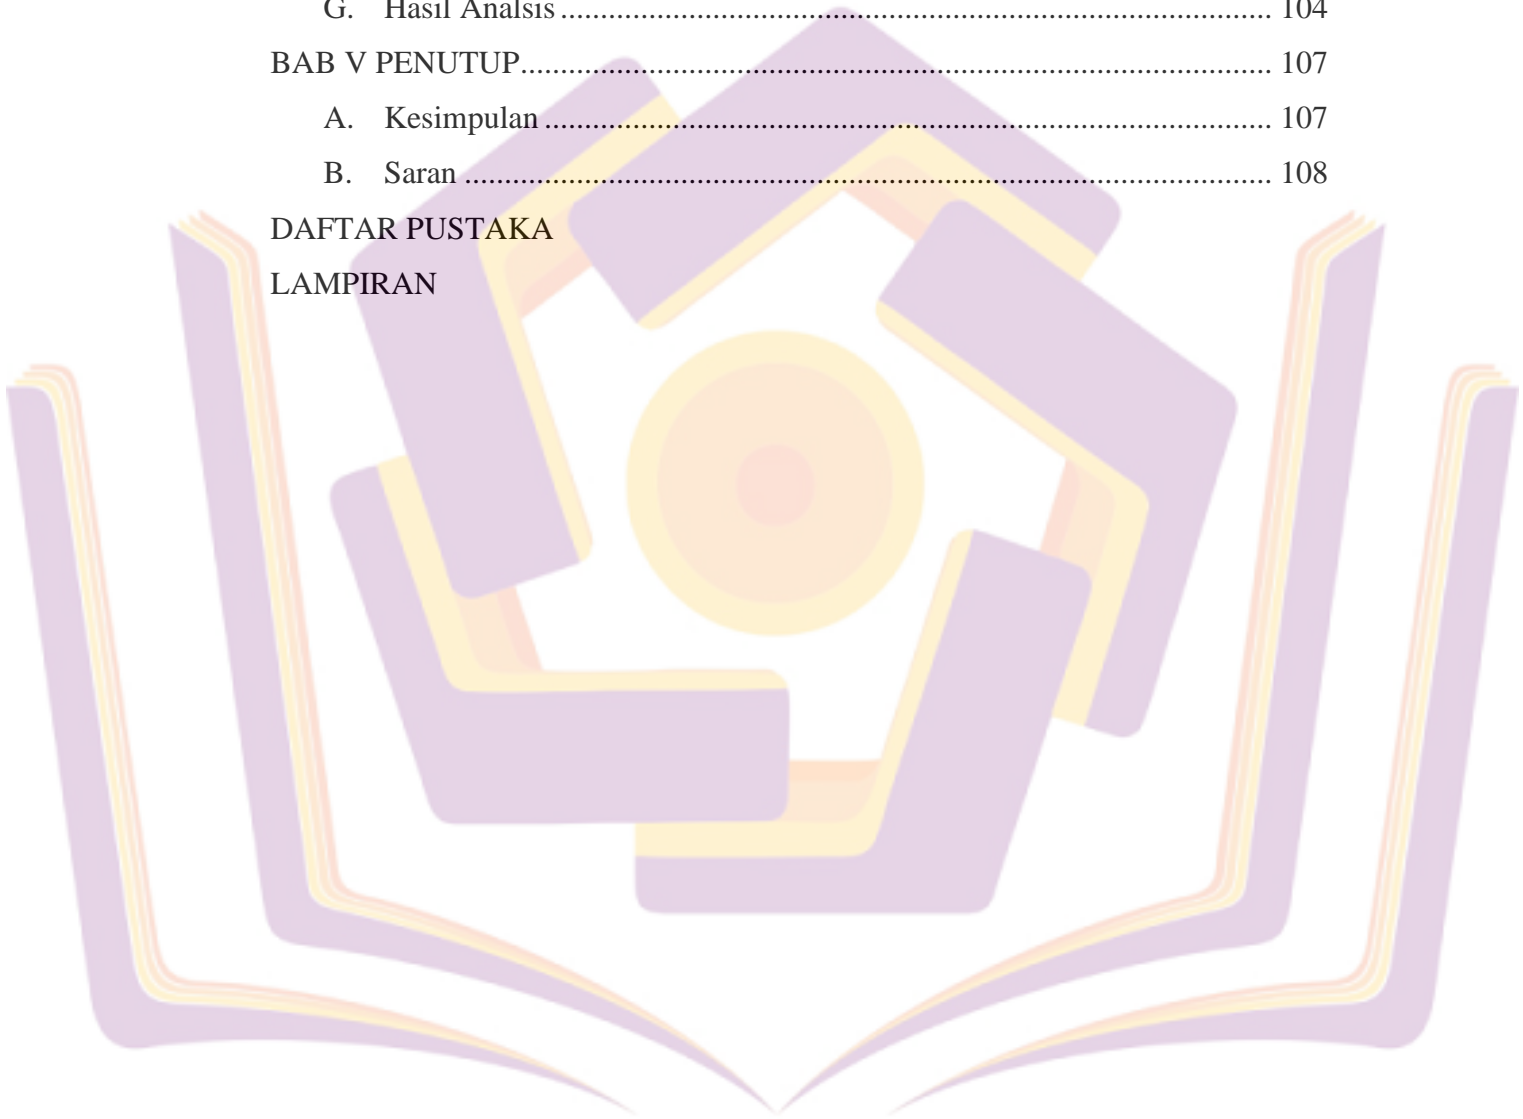 G. Hasil Analsis ........................................................................................... 104
BAB V PENUTUP................................................................................................ 107
A. Kesimpulan ............................................................................................. 107
B. Saran ....................................................................................................... 108
DAFTAR PUSTAKA
LAMPIRAN